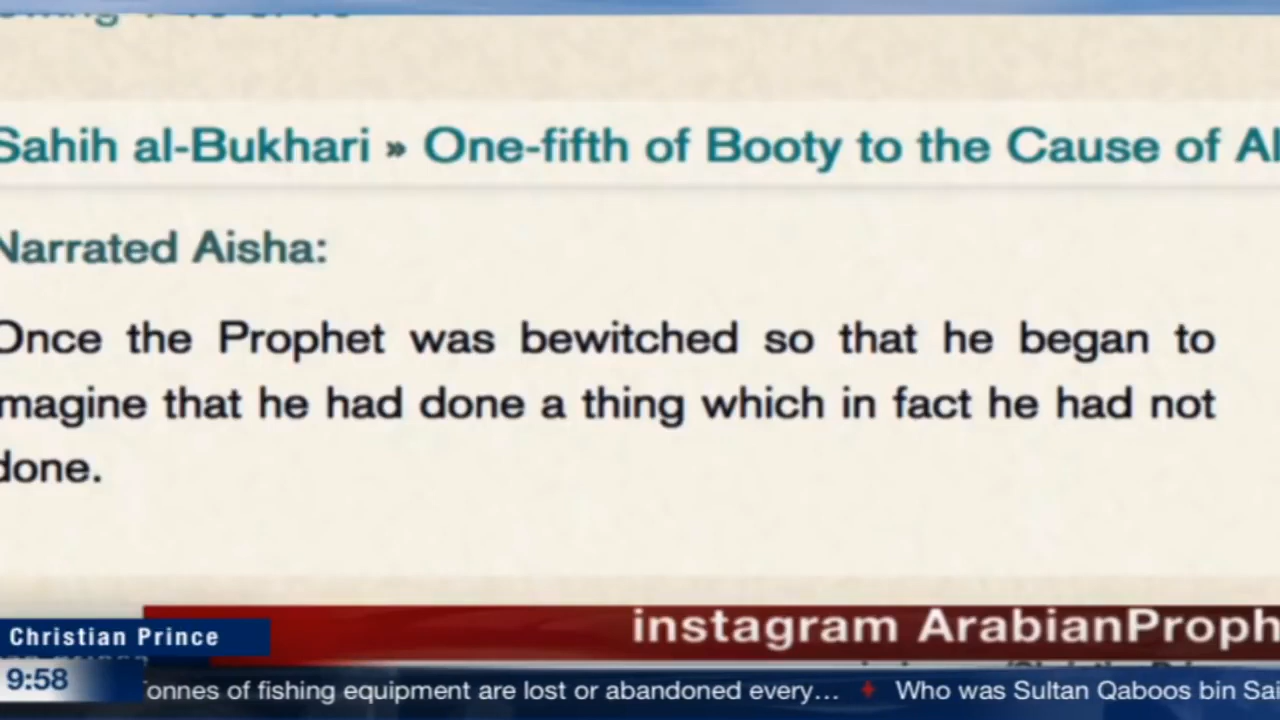 Sahih al-Bukhari » One-fifth of Booty to the Cause of Al
Narrated Aisha:
Once the Prophet was bewitched so that he began to
magine that he had done a thing which in fact he had not
done.
instagram ArabianProph
Christian Prince
9:58
onnes of fishing equipment are lost or abandoned every... Who was Sultan Qaboos bin Sai